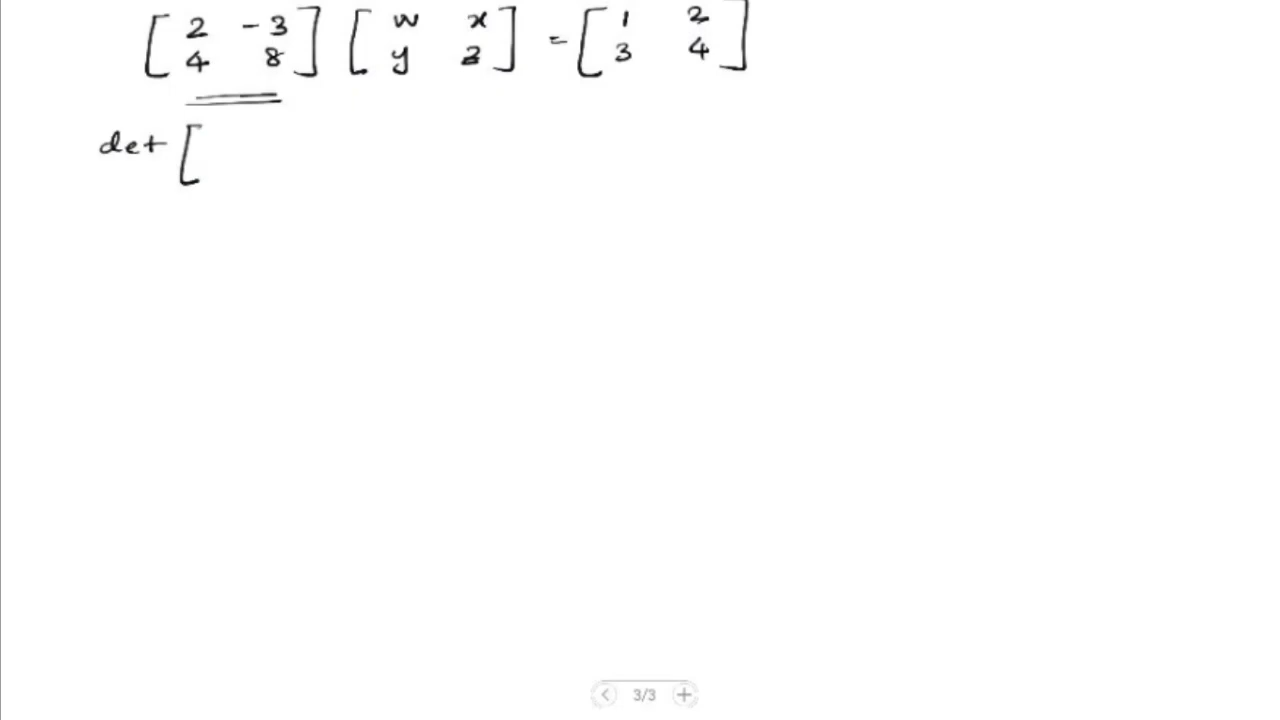 [ 2 -3 ] [ w x ] = [ 1 2 ]
[ 4 8 ] [ y z ] [ 3 4 ]
det [
3/3